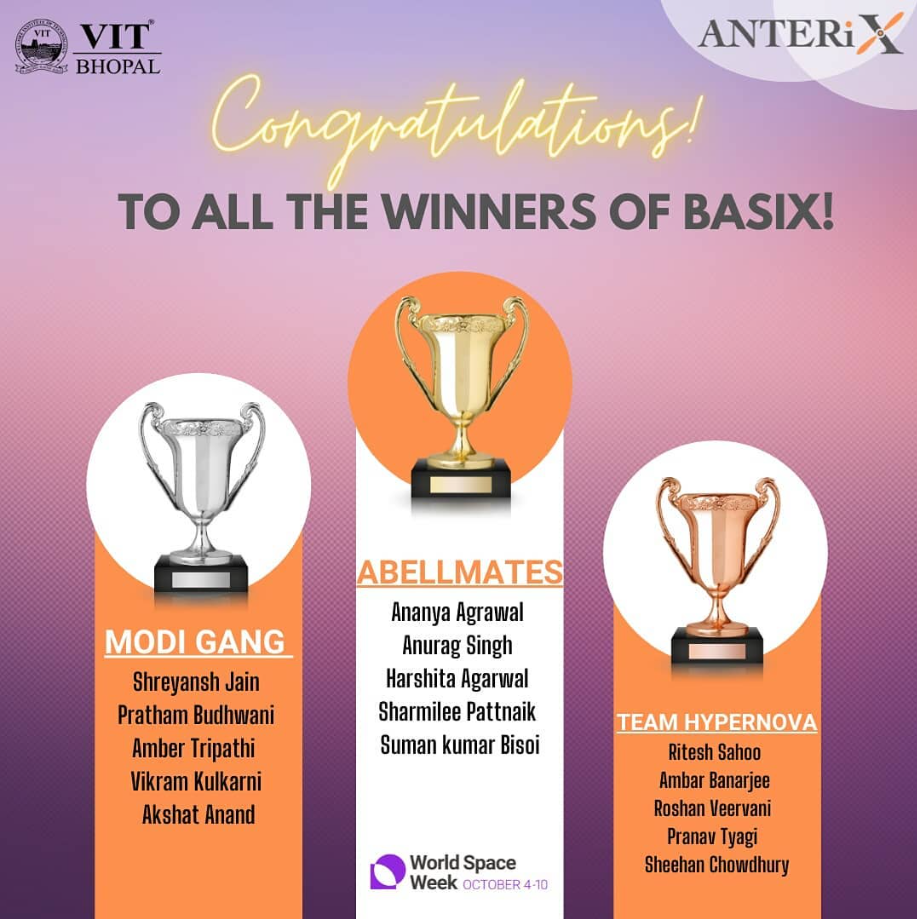 VIT
VIT
BHOPAL
ANTERiX
Congratulations!
TO ALL THE WINNERS OF BASIX!
MODI GANG
Shreyansh Jain
Pratham Budhwani
Amber Tripathi
Vikram Kulkarni
Akshat Anand
ABELLMATES
Ananya Agrawal
Anurag Singh
Harshita Agarwal
Sharmilee Pattnaik
Suman kumar Bisoi
World Space
Week OCTOBER 4-10
TEAM HYPERNOVA
Ritesh Sahoo
Ambar Banarjee
Roshan Veervani
Pranav Tyagi
Sheehan Chowdhury